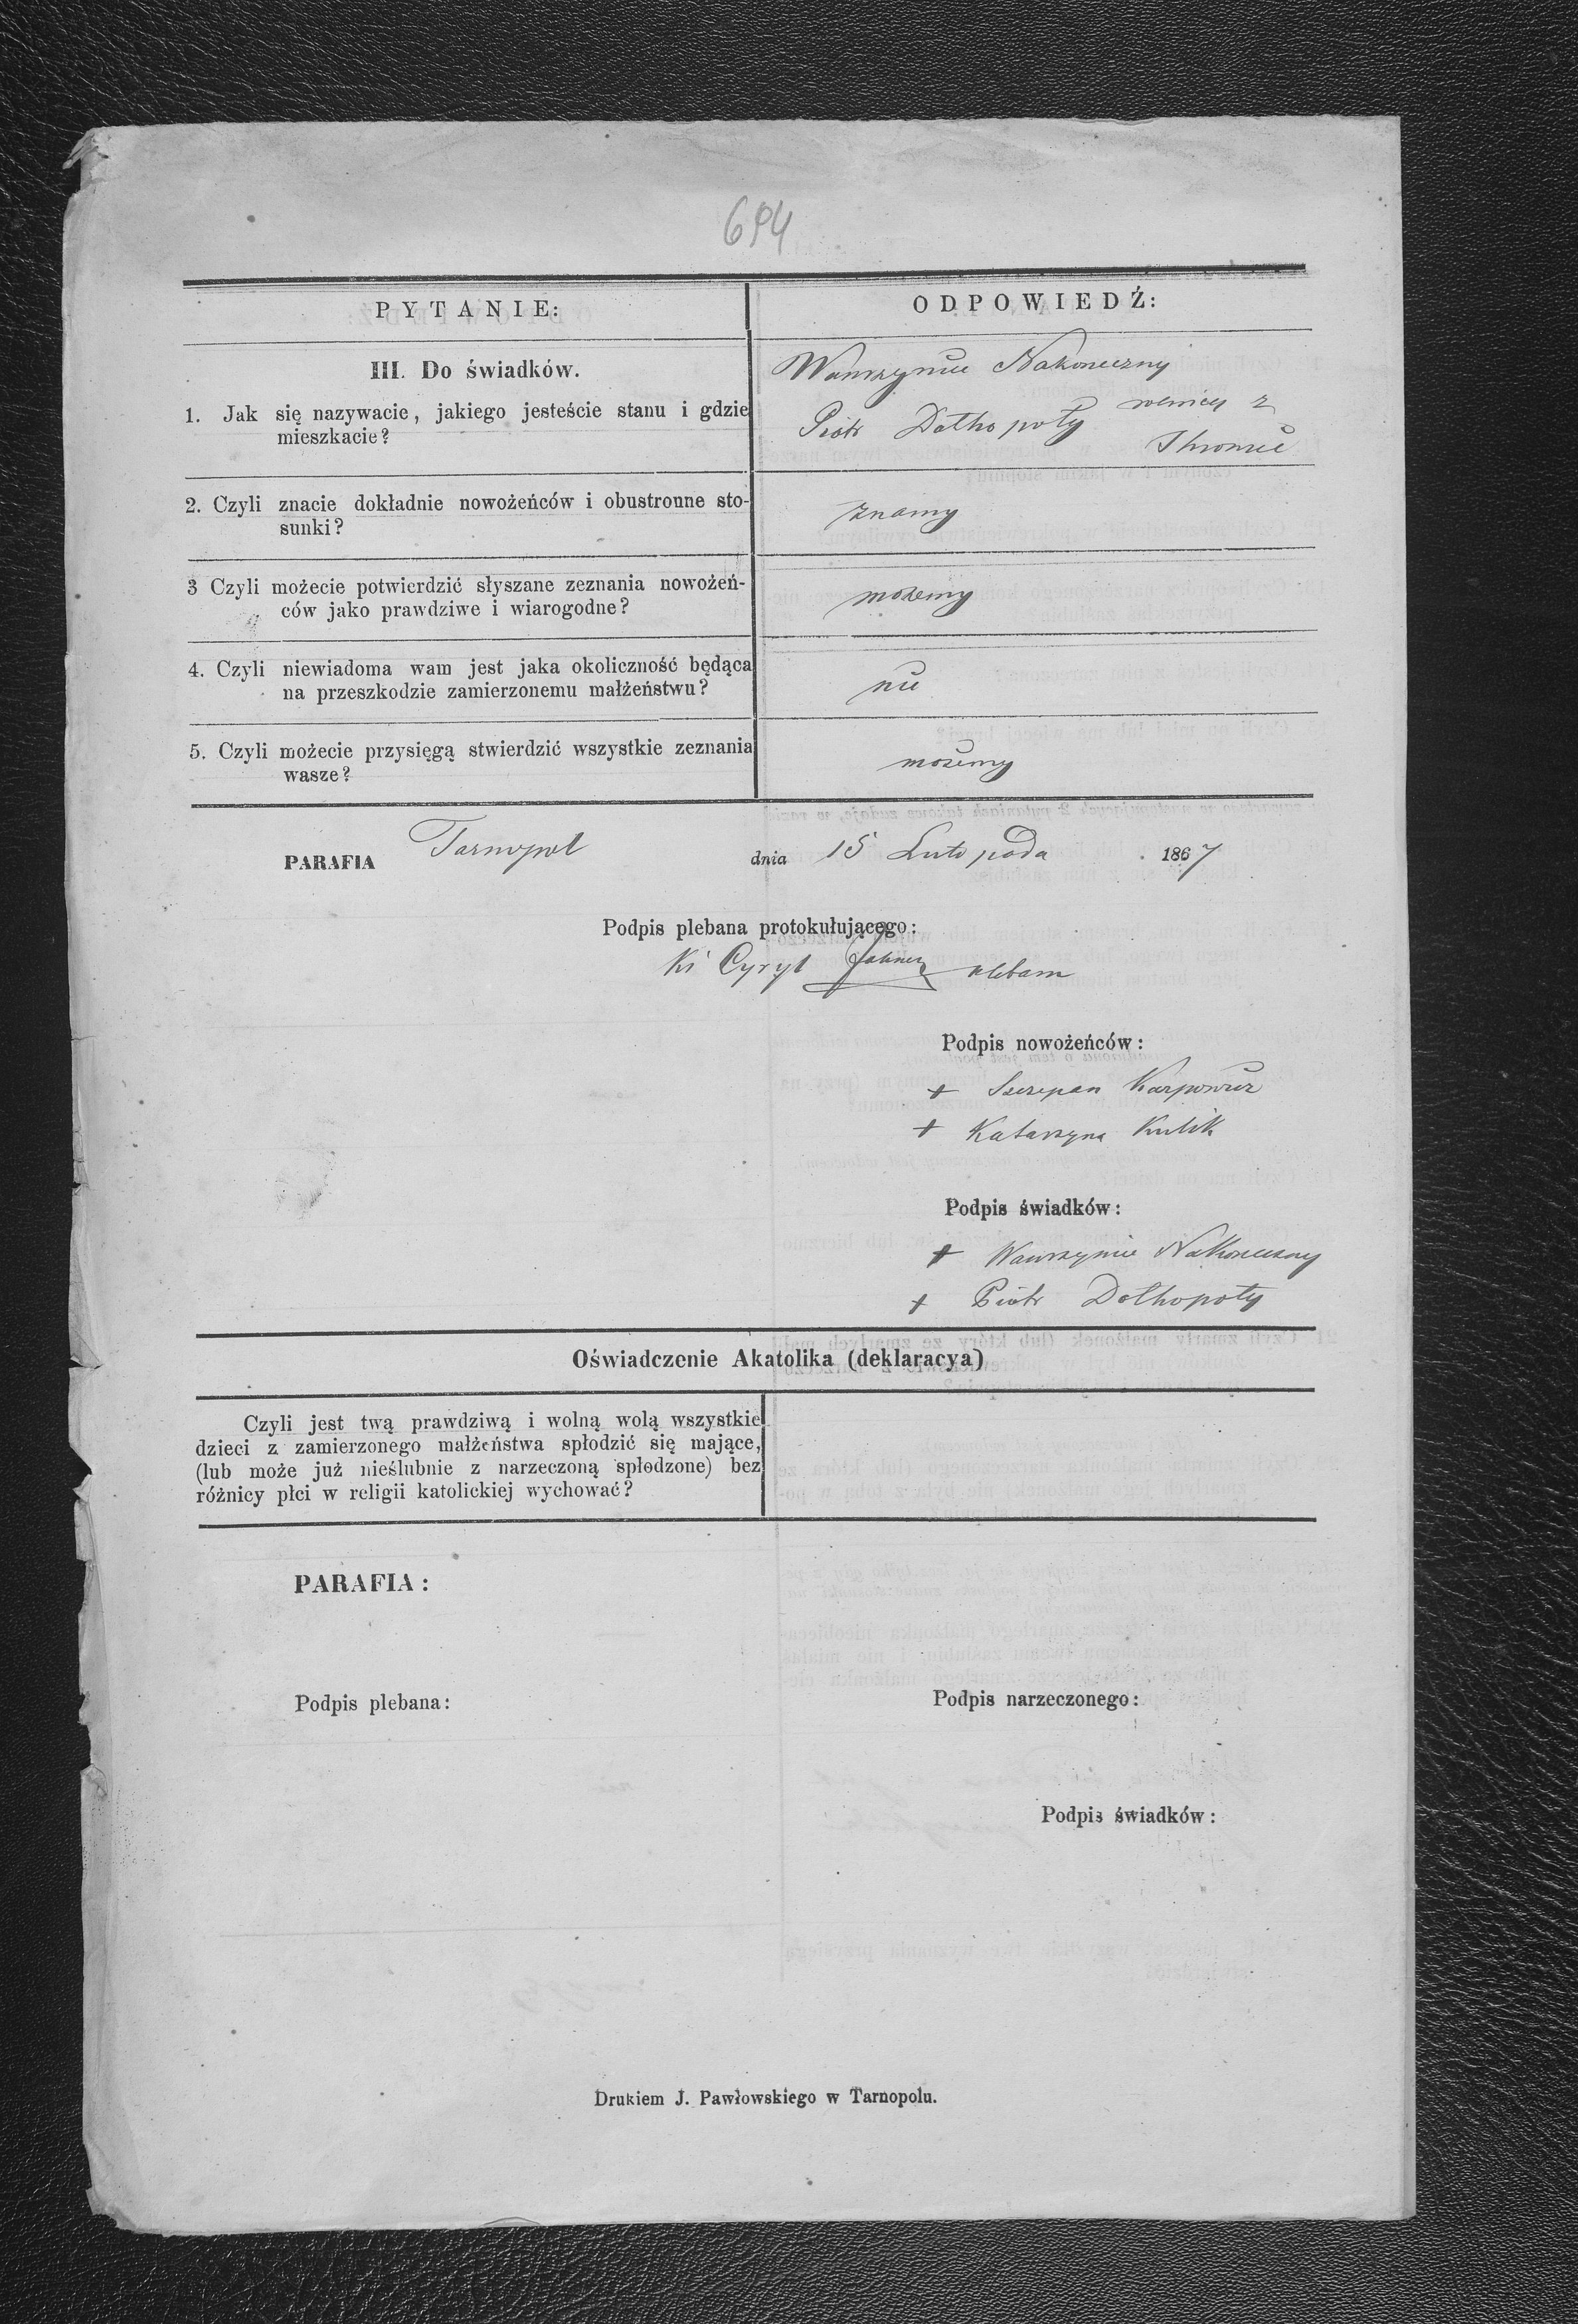 694
PYTANIE:
ODPOWIEDŹ:
III. Do świadków.
1. Jak się nazywacie, jakiego jesteście stanu i gdzie
mieszkacie?
Wawrzyniec Nakoneczny
Piotr Dołhopoły rolnicy z
2. Czyli znacie dokładnie nowożeńców i obustronne sto-
sunki?
znamy
3 Czyli możecie potwierdzić słyszane zeznania nowożeń-
ców jako prawdziwe i wiarogodne?
możemy
4. Czyli niewiadoma wam jest jaka okoliczność będąca
na przeszkodzie zamierzonemu małżeństwu?
nie
5. Czyli możecie przysięgą stwierdzić wszystkie zeznania
wasze?
możemy
PARAFIA Tarnopol dnia 15 Listopada 1867
Podpis plebana protokułującego:
Cyryl pleban
Podpis nowożeńców:
+ Szczepan Karpowicz
+ Katarzyna Kulik
Podpis świadków:
+ Wawrzyniec Nakoneczny
+ Piotr Dołhopoły
Oświadczenie Akatolika (deklaracya)
Czyli jest twą prawdziwą i wolną wolą wszystkie
dzieci z zamierzonego małżeństwa spłodzić się mające,
(lub może już nieślubnie z narzeczoną spłodzone) bez
różnicy płci w religii katolickiej wychować?
PARAFIA:
Podpis plebana:
Podpis narzeczonego:
Podpis świadków:
Drukiem J. Pawłowskiego w Tarnopolu.